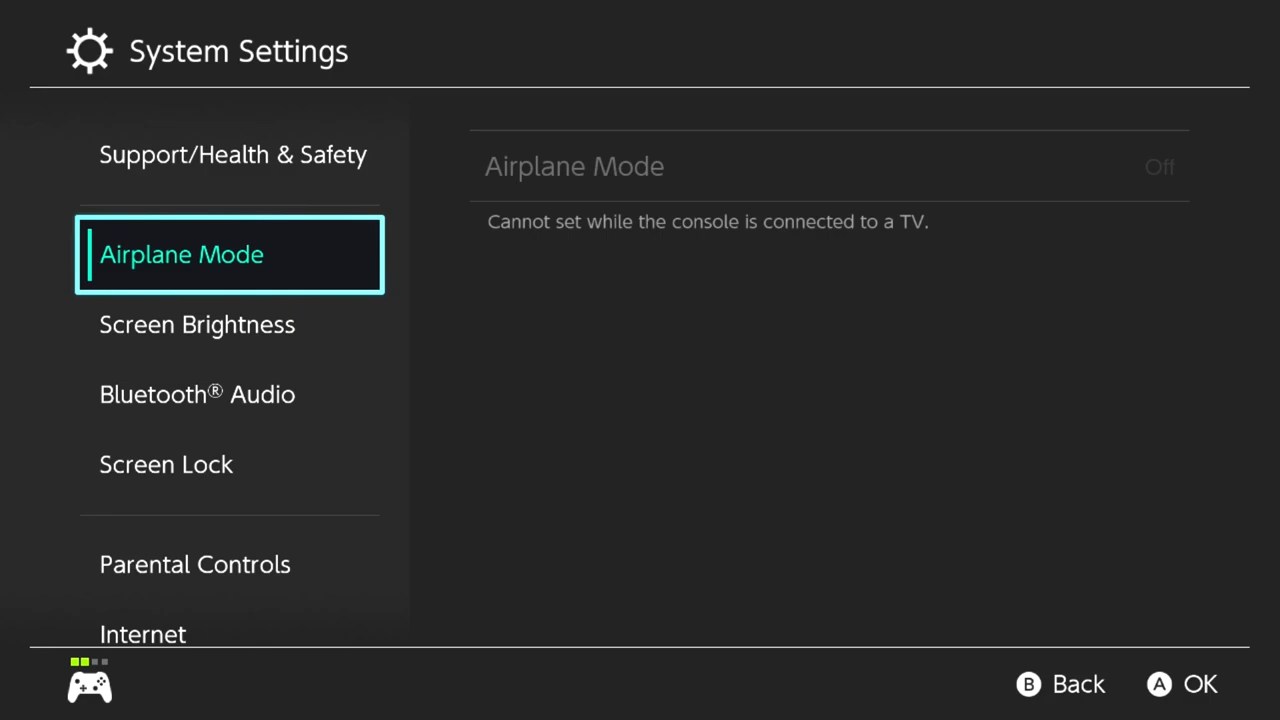 System Settings
Support/Health & Safety
Airplane Mode
Screen Brightness
Bluetooth® Audio
Screen Lock
Parental Controls
Internet
Airplane Mode Off
Cannot set while the console is connected to a TV.
B Back A OK